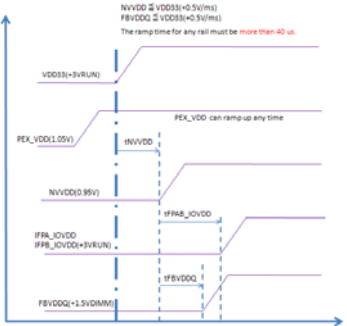 NVVDD ≦ VDD33(+0.5V/ms)
FBVDDQ ≦ VDD33(+0.5V/ms)
The ramp time for any rail must be more than 40 us.
VDD33(+3VRUN)
PEX_VDD can ramp up any time
PEX_VDD(1.05V)
tNVVDD
NVVDD(0.95V)
tFPAB_IOVDD
IFPA_IOVDD
IFPB_IOVDD(+3VRUN)
tFBVDDQ
FBVDDQ(+1.5VDIMM)